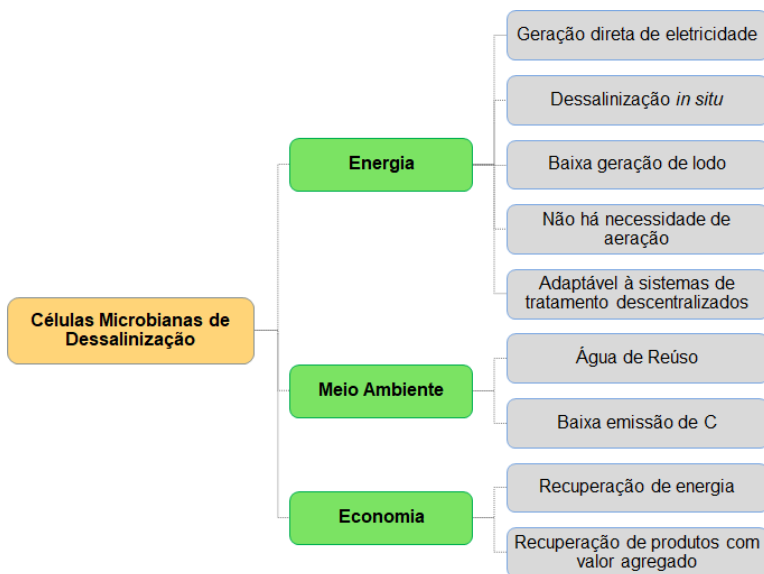 Células Microbianas de
Dessalinização
Energia
Geração direta de eletricidade
Dessalinização in situ
Baixa geração de lodo
Não há necessidade de
aeração
Adaptável à sistemas de
tratamento descentralizados
Meio Ambiente
Água de Reúso
Baixa emissão de C
Economia
Recuperação de energia
Recuperação de produtos com
valor agregado